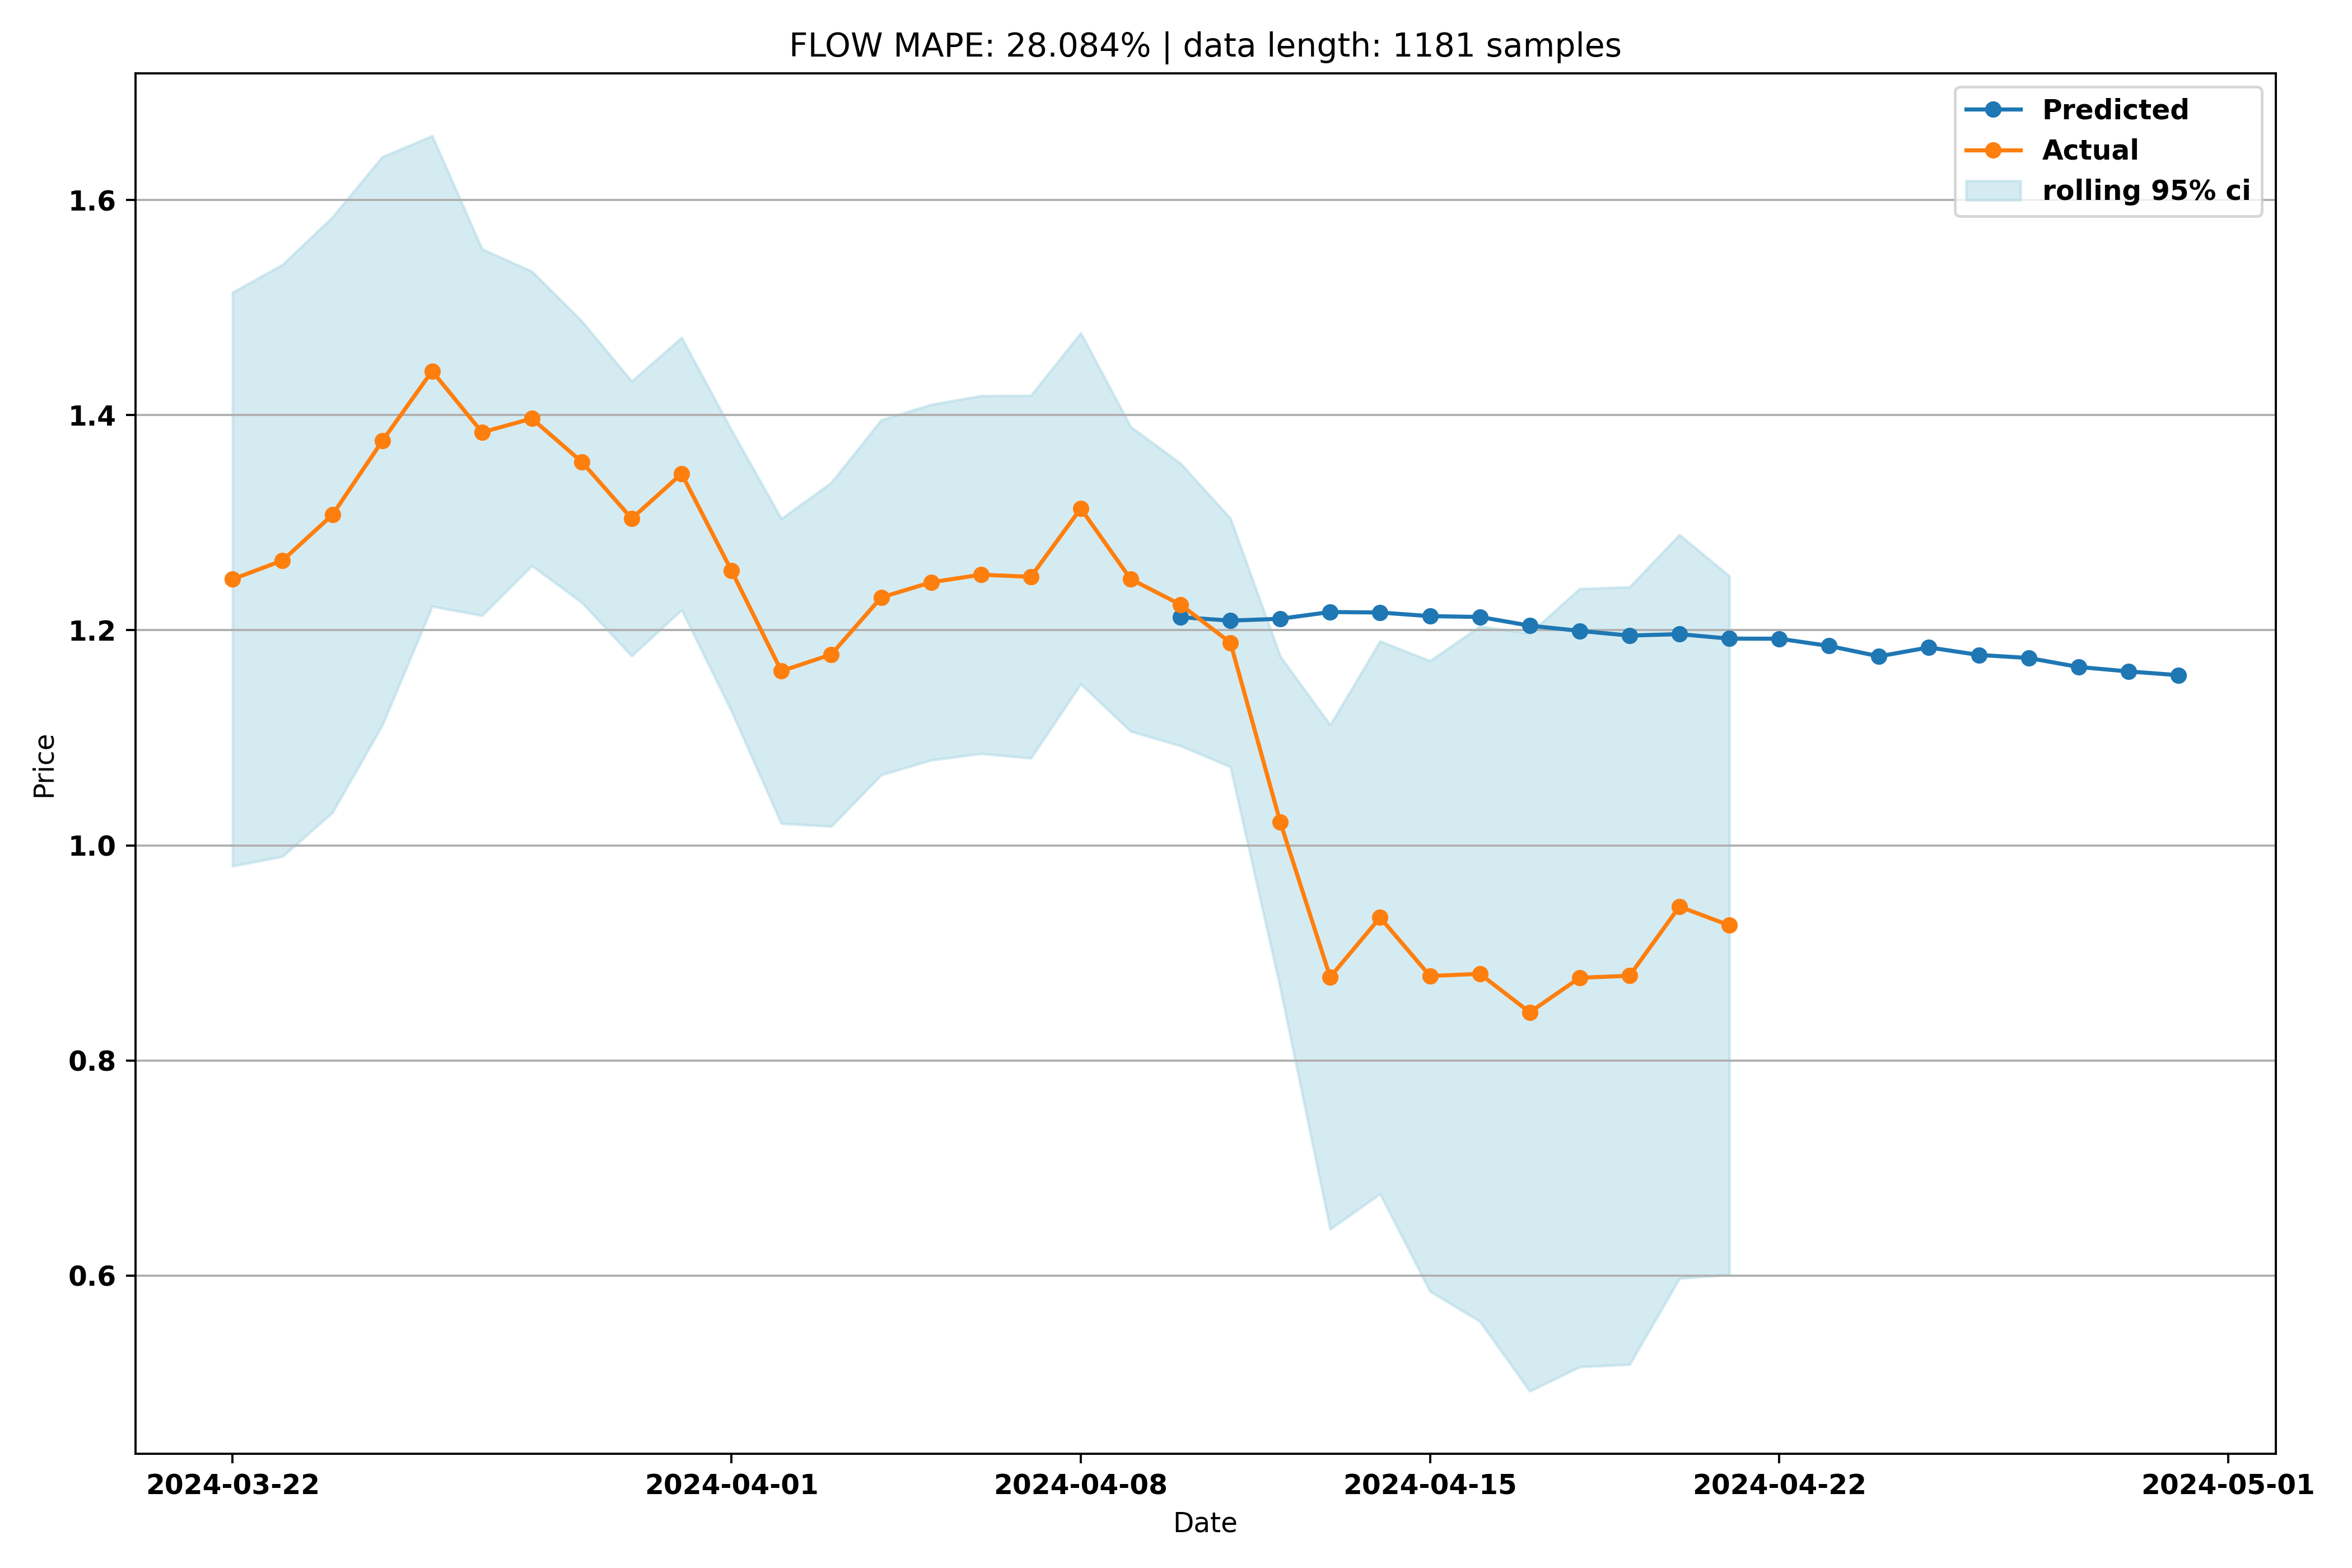 FLOW MAPE: 28.084% | data length: 1181 samples
Predicted
Actual
rolling 95% ci
1.6
1.4
1.2
1.0
0.8
0.6
Price
2024-03-22 2024-04-01 2024-04-08 2024-04-15 2024-04-22 2024-05-01
Date